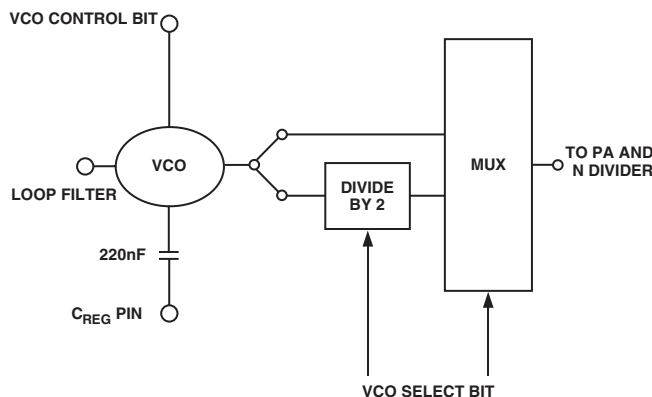 VCO CONTROL BIT
VCO
LOOP FILTER
220nF
CREG PIN
DIVIDE
BY 2
MUX
TO PA AND
N DIVIDER
VCO SELECT BIT